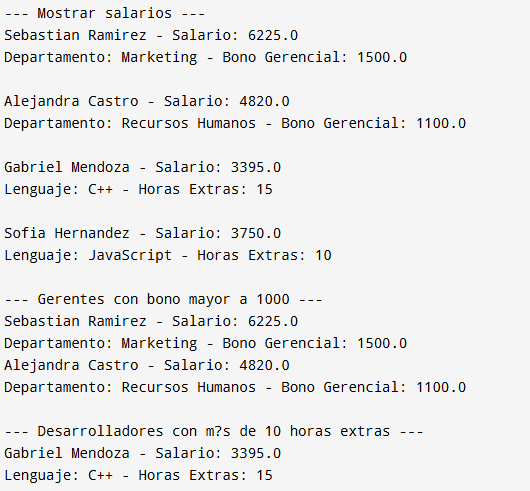 --- Mostrar salarios ---
Sebastian Ramirez - Salario: 6225.0
Departamento: Marketing - Bono Gerencial: 1500.0
Alejandra Castro - Salario: 4820.0
Departamento: Recursos Humanos - Bono Gerencial: 1100.0
Gabriel Mendoza - Salario: 3395.0
Lenguaje: C++ - Horas Extras: 15
Sofia Hernandez - Salario: 3750.0
Lenguaje: JavaScript - Horas Extras: 10
--- Gerentes con bono mayor a 1000 ---
Sebastian Ramirez - Salario: 6225.0
Departamento: Marketing - Bono Gerencial: 1500.0
Alejandra Castro - Salario: 4820.0
Departamento: Recursos Humanos - Bono Gerencial: 1100.0
--- Desarrolladores con m?s de 10 horas extras ---
Gabriel Mendoza - Salario: 3395.0
Lenguaje: C++ - Horas Extras: 15